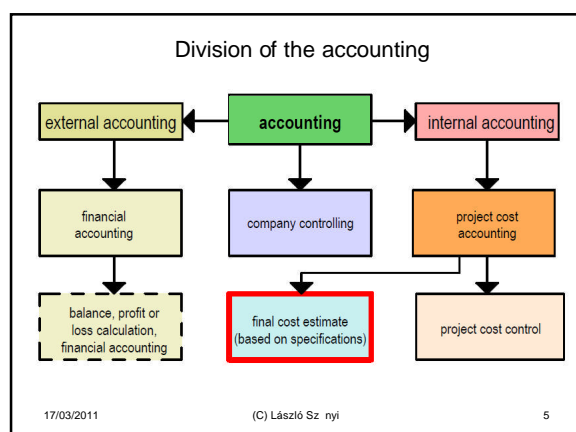 Division of the accounting
external accounting
accounting
internal accounting
financial
accounting
company controlling
project cost
accounting
balance, profit or
loss calculation,
financial accounting
final cost estimate
(based on specifications)
project cost control
17/03/2011
(C) László Sz nyi
5